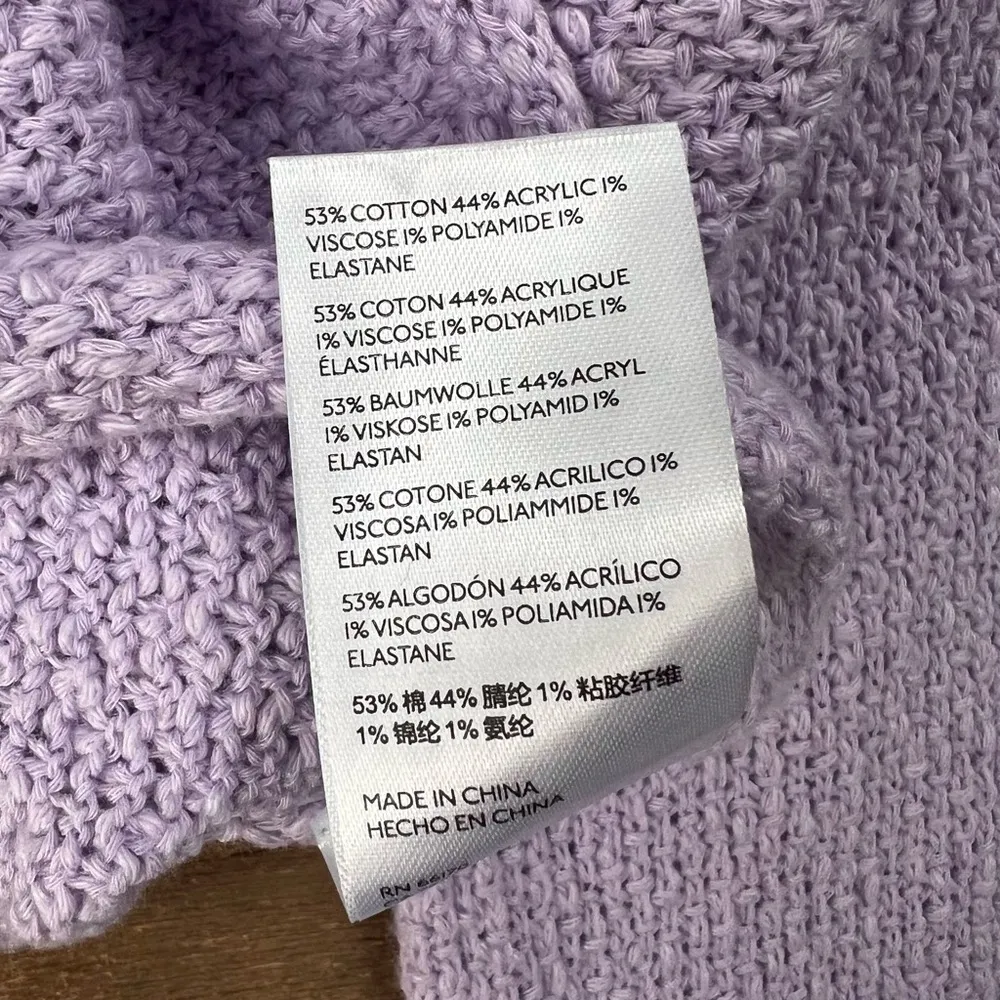 53% COTTON 44% ACRYLIC 1%
VISCOSE 1% POLYAMIDE 1%
ELASTANE
53% COTON 44% ACRYLIQUE
1% VISCOSE 1% POLYAMIDE 1%
ÉLASTHANNE
53% BAUMWOLLE 44% ACRYL
1% VISKOSE 1% POLYAMID 1%
ELASTAN
53% COTONE 44% ACRILICO 1%
VISCOSA 1% POLIAMMIDE 1%
ELASTAN
53% ALGODÓN 44% ACRÍLICO
1% VISCOSA 1% POLIAMIDA 1%
ELASTANE
53% 棉 44% 腈纶 1% 粘胶纤维
1% 锦纶 1% 氨纶
MADE IN CHINA
HECHO EN CHINA
RN